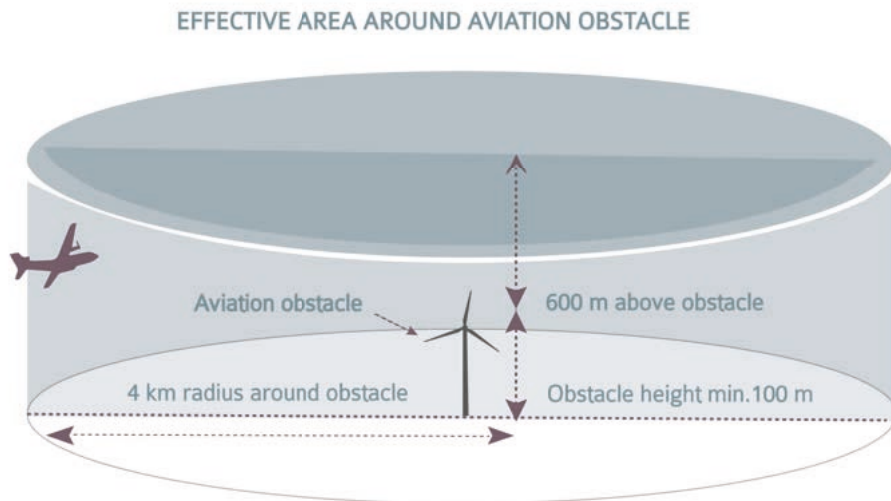 EFFECTIVE AREA AROUND AVIATION OBSTACLE
Aviation obstacle
600 m above obstacle
4 km radius around obstacle
Obstacle height min.100 m